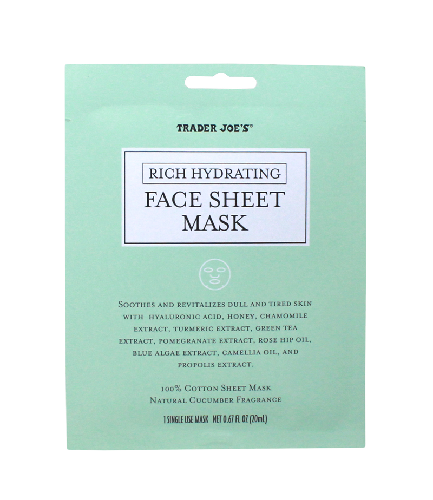 TRADER JOE'S®
RICH HYDRATING
FACE SHEET
MASK
SOOTHES AND REVITALIZES DULL AND TIRED SKIN
WITH HYALURONIC ACID, HONEY, CHAMOMILE
EXTRACT, TURMERIC EXTRACT, GREEN TEA
EXTRACT, POMEGRANATE EXTRACT, ROSE HIP OIL,
BLUE ALGAE EXTRACT, CAMELLIA OIL, AND
PROPOLIS EXTRACT.
100% COTTON SHEET MASK
NATURAL CUCUMBER FRAGRANCE
1 SINGLE USE MASK NET 0.67 FL OZ (20mL)